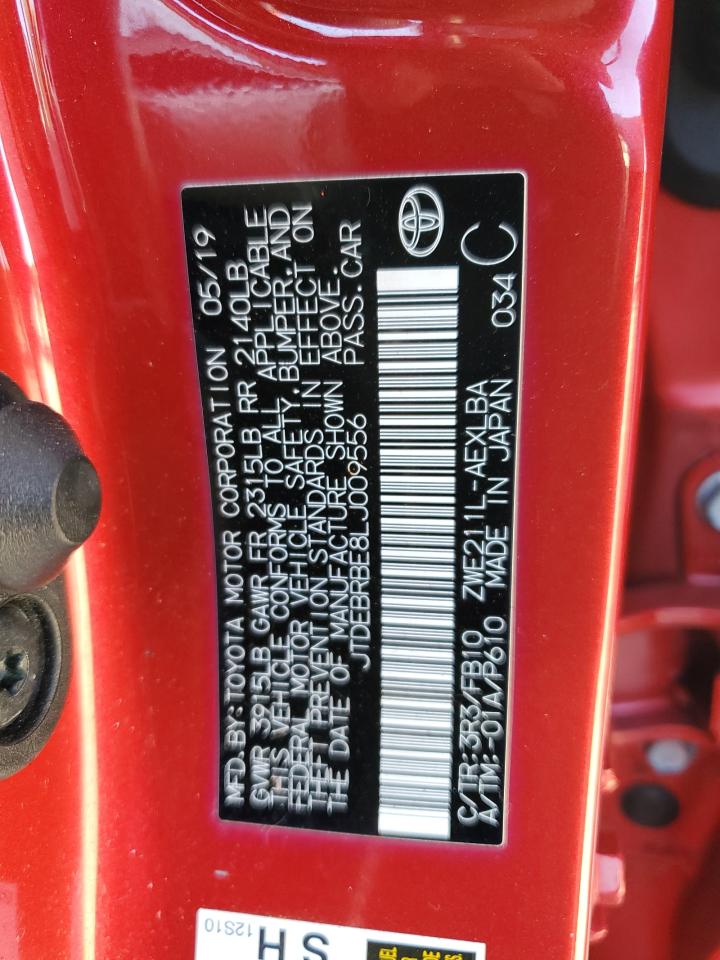 MFD.BY:TOYOTA MOTOR CORPORATION 05/19
GVWR 3915LB GAWR FR 2315LB RR 2140LB
THIS VEHICLE CONFORMS TO ALL APPLICABLE
FEDERAL MOTOR VEHICLE SAFETY,BUMPER,AND
THEFT PREVENTION STANDARDS IN EFFECT ON
THE DATE OF MANUFACTURE SHOWN ABOVE.
JTDEBRBE8LJ009556 PASS.CAR
C/TR:3R3/FB10 ZWE211L-AEXLBA
A/TM:-01A/P610 MADE IN JAPAN 034 C
12S10
SH